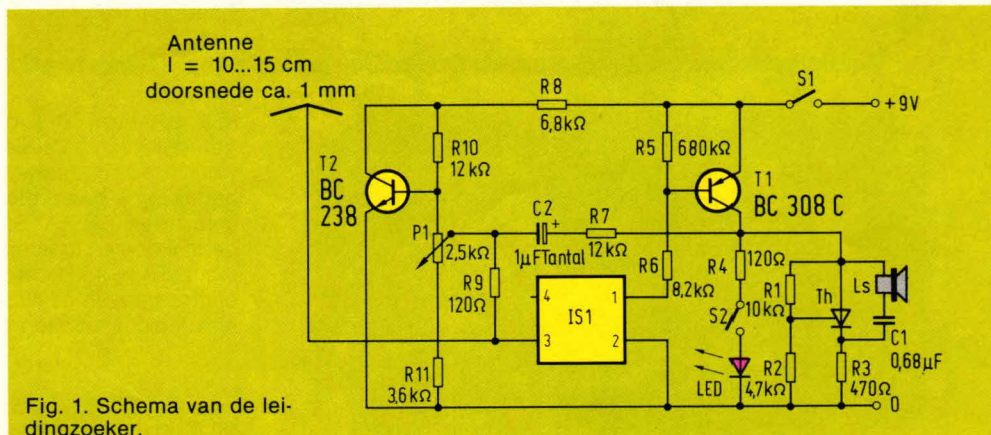 Antenne
l = 10...15 cm
doorsnede ca. 1 mm
R8
6,8kΩ
S1
+9V
R10
12kΩ
R5
680kΩ
T2
BC
238
T1
BC 308 C
C2
+
R7
P1
2,5kΩ
1µFTantal
12kΩ
R9
120Ω
R6
8,2kΩ
R4
120Ω
4
1
IS1
3
2
S2
R1
10kΩ
Th
Ls
C1
0,68µF
R11
3,6kΩ
LED
R2
4,7kΩ
R3
470Ω
0
Fig. 1. Schema van de lei-
dingzoeker.